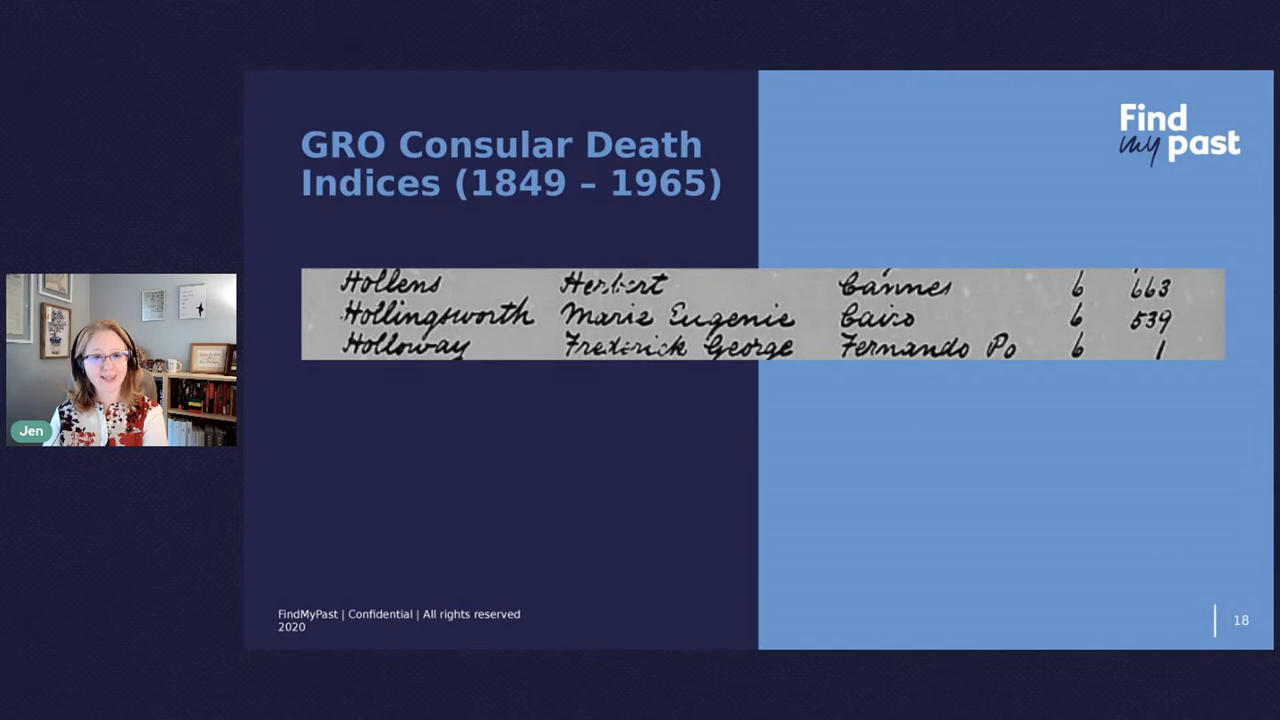 GRO Consular Death
Indices (1849 – 1965)
Find
my past
Hollens Herbert Cannes 6 663
Hollingsworth Marie Eugenie Cairo 6 539
Holloway Frederick George Fernando Po 6 1
Jen
FindMyPast | Confidential | All rights reserved
2020
18